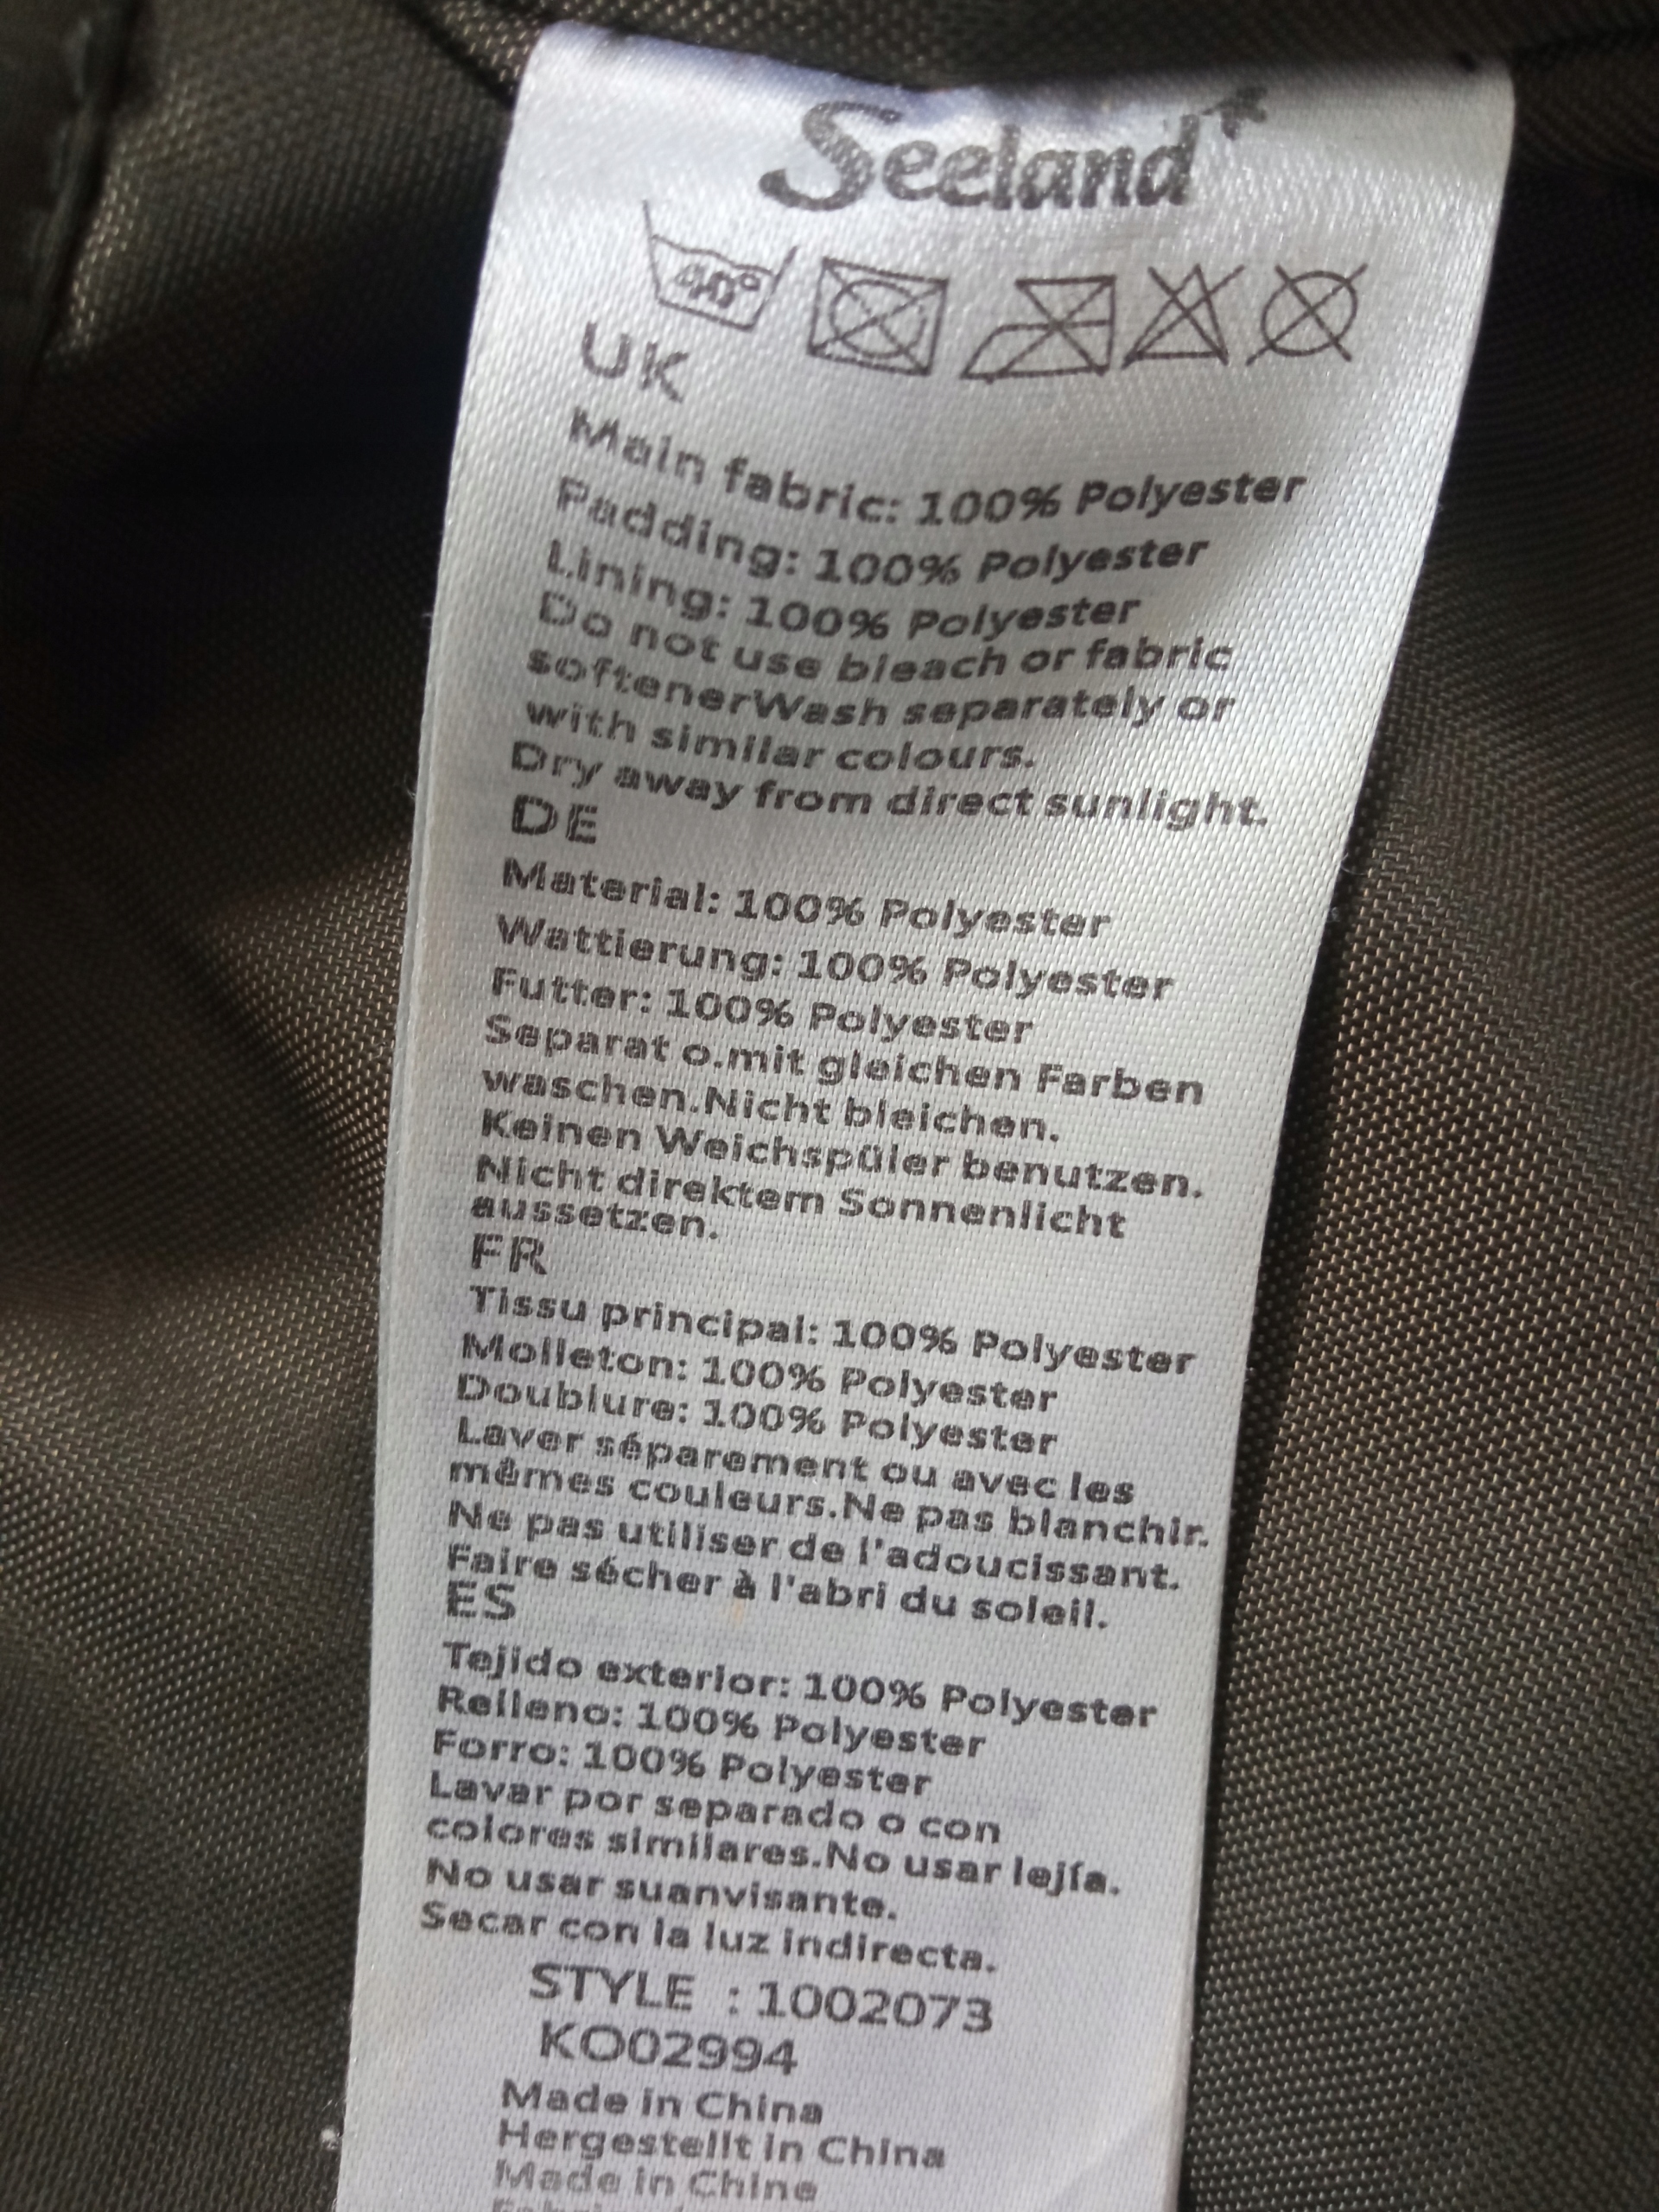 Seeland
40°
UK
Main fabric: 100% Polyester
Padding: 100% Polyester
Lining: 100% Polyester
Do not use bleach or fabric
softenerWash separately or
with similar colours.
Dry away from direct sunlight.
DE
Material: 100% Polyester
Wattierung: 100% Polyester
Futter: 100% Polyester
Separat o.mit gleichen Farben
waschen.Nicht bleichen.
Keinen Weichspüler benutzen.
Nicht direktem Sonnenlicht
aussetzen.
FR
Tissu principal: 100% Polyester
Molleton: 100% Polyester
Doublure: 100% Polyester
Laver séparement ou avec les
mêmes couleurs.Ne pas blanchir.
Ne pas utiliser de l'adoucissant.
Faire sécher à l'abri du soleil.
ES
Tejido exterior: 100% Polyester
Relleno: 100% Polyester
Forro: 100% Polyester
Lavar por separado o con
colores similares.No usar lejía.
No usar suanvisante.
Secar con la luz indirecta.
STYLE : 1002073
KO02994
Made in China
Hergestellt in China
Made in Chine